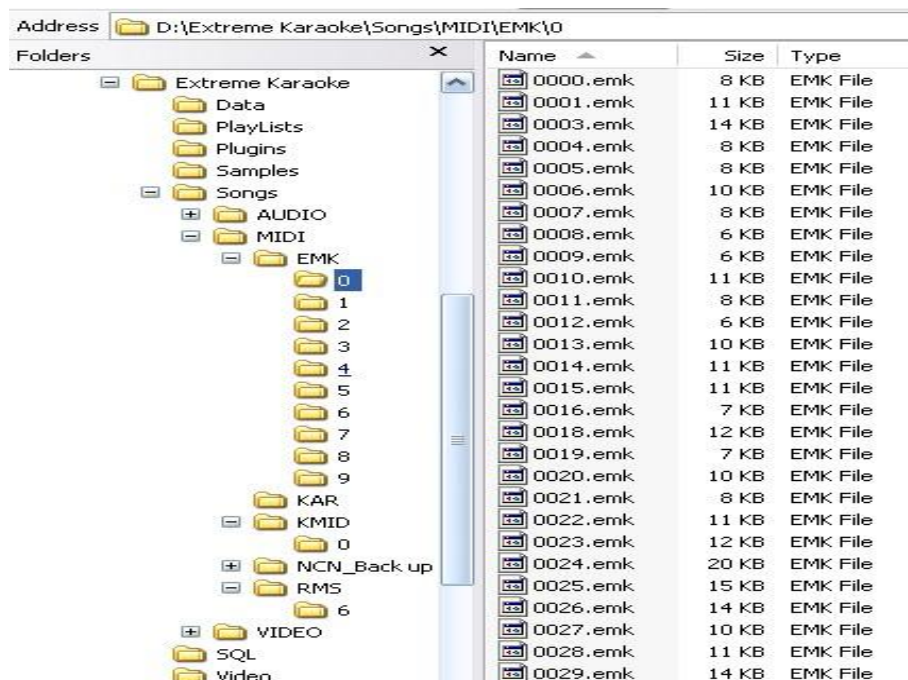 Address D:\Extreme Karaoke\Songs\MIDI\EMK\0
Folders
Extreme Karaoke
Data
PlayLists
Plugins
Samples
Songs
AUDIO
MIDI
EMK
0
1
2
3
4
5
6
7
8
9
KAR
KMID
0
NCN_Back up
RMS
6
VIDEO
SQL
Video
Name Size Type
0000.emk 8 KB EMK File
0001.emk 11 KB EMK File
0003.emk 14 KB EMK File
0004.emk 8 KB EMK File
0005.emk 8 KB EMK File
0006.emk 10 KB EMK File
0007.emk 8 KB EMK File
0008.emk 6 KB EMK File
0009.emk 6 KB EMK File
0010.emk 11 KB EMK File
0011.emk 8 KB EMK File
0012.emk 6 KB EMK File
0013.emk 10 KB EMK File
0014.emk 11 KB EMK File
0015.emk 11 KB EMK File
0016.emk 7 KB EMK File
0018.emk 12 KB EMK File
0019.emk 7 KB EMK File
0020.emk 10 KB EMK File
0021.emk 8 KB EMK File
0022.emk 11 KB EMK File
0023.emk 12 KB EMK File
0024.emk 20 KB EMK File
0025.emk 15 KB EMK File
0026.emk 14 KB EMK File
0027.emk 10 KB EMK File
0028.emk 11 KB EMK File
0029.emk 14 KB EMK File